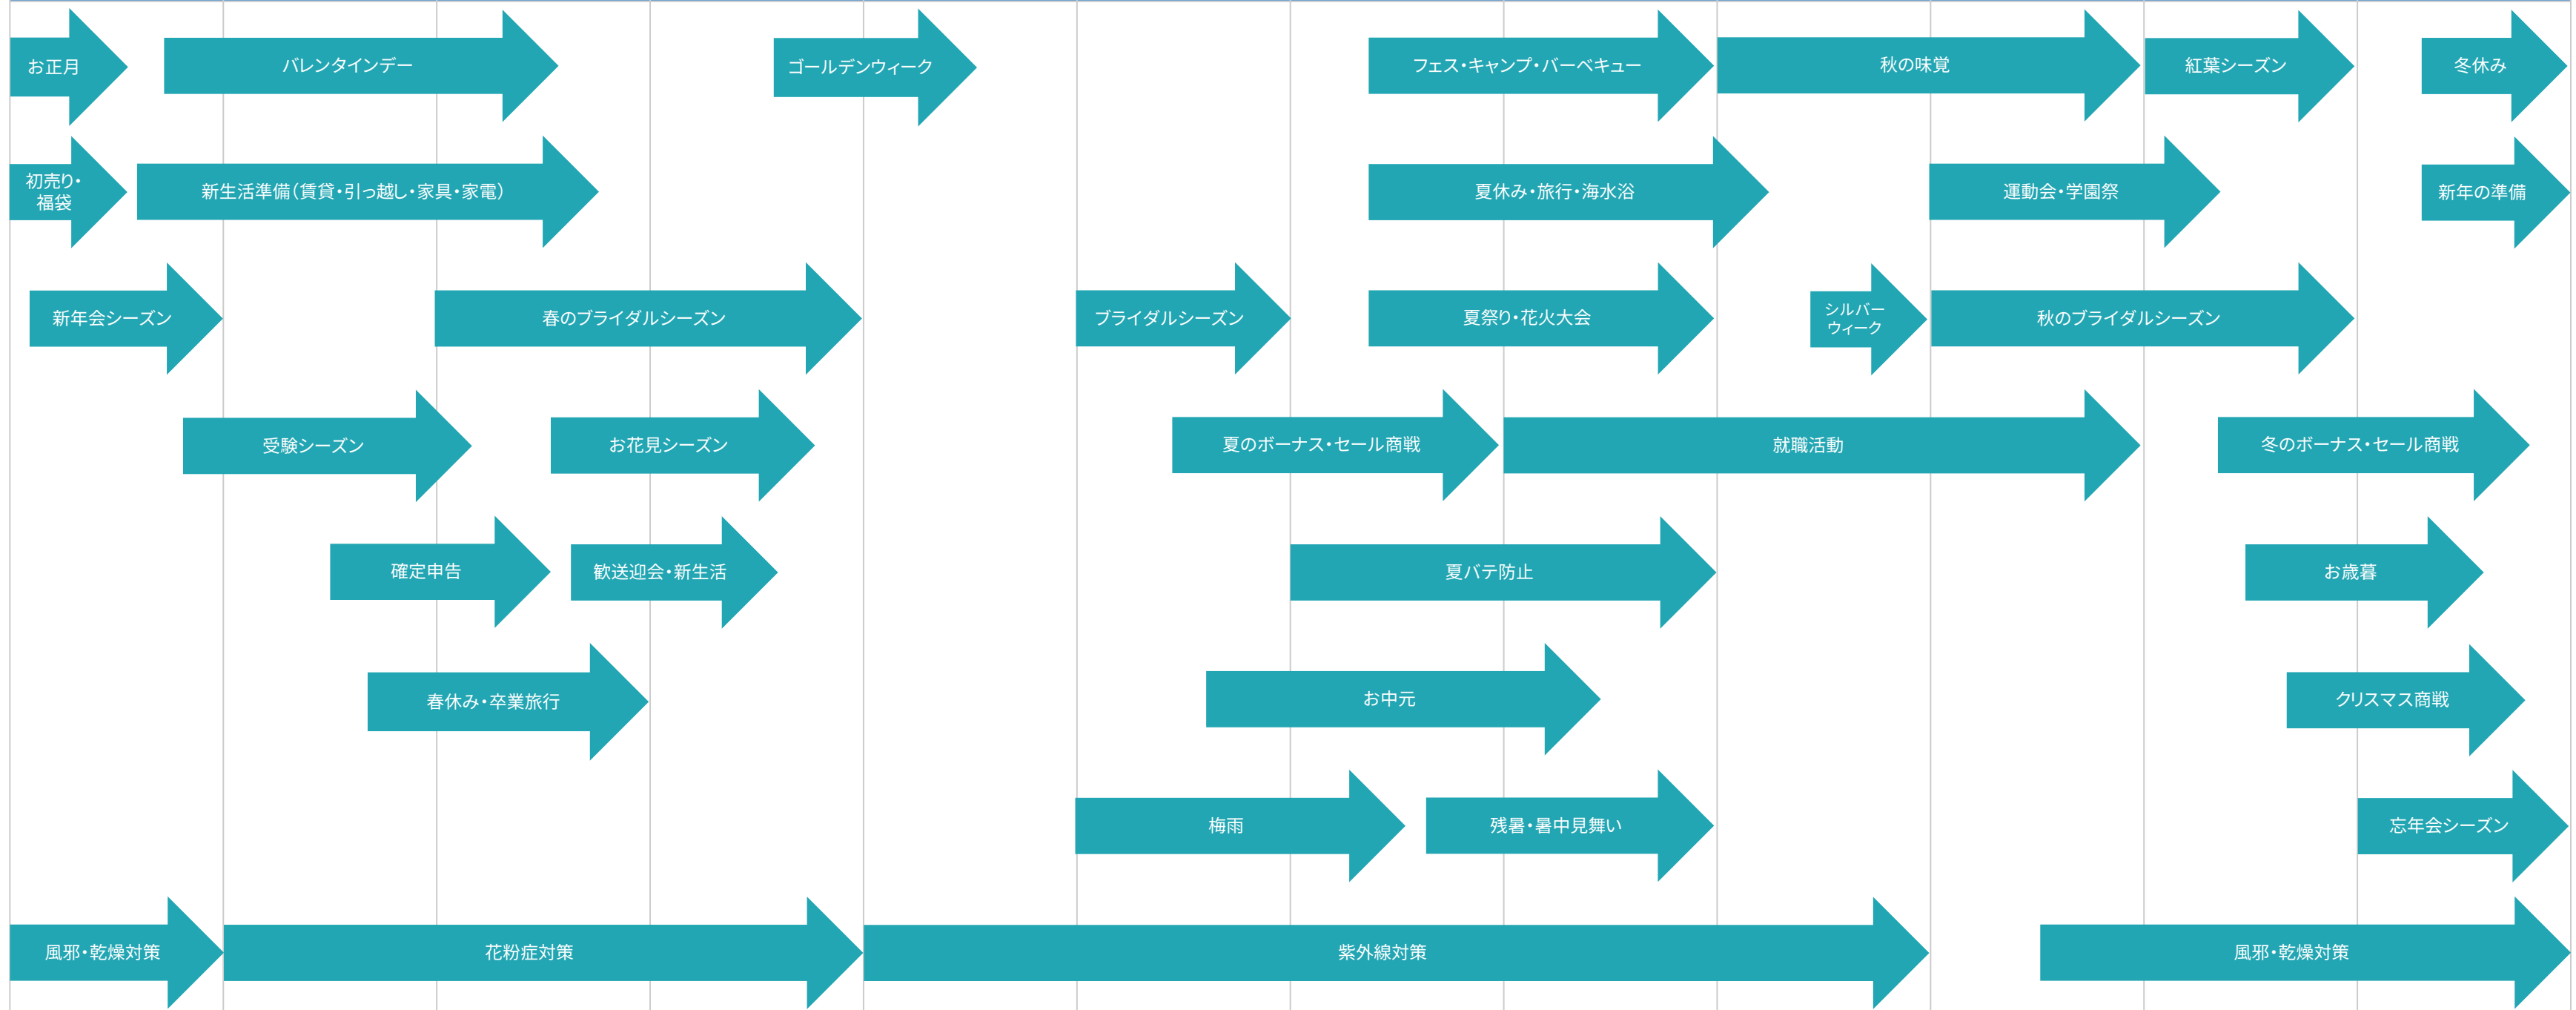 お正月
バレンタインデー
ゴールデンウィーク
フェス・キャンプ・バーベキュー
秋の味覚
紅葉シーズン
冬休み
初売り・
福袋
新生活準備（賃貸・引っ越し・家具・家電）
夏休み・旅行・海水浴
運動会・学園祭
新年の準備
新年会シーズン
春のブライダルシーズン
ブライダルシーズン
夏祭り・花火大会
シルバー
ウィーク
秋のブライダルシーズン
受験シーズン
お花見シーズン
夏のボーナス・セール商戦
就職活動
冬のボーナス・セール商戦
確定申告
歓送迎会・新生活
夏バテ防止
お歳暮
春休み・卒業旅行
お中元
クリスマス商戦
梅雨
残暑・暑中見舞い
忘年会シーズン
風邪・乾燥対策
花粉症対策
紫外線対策
風邪・乾燥対策